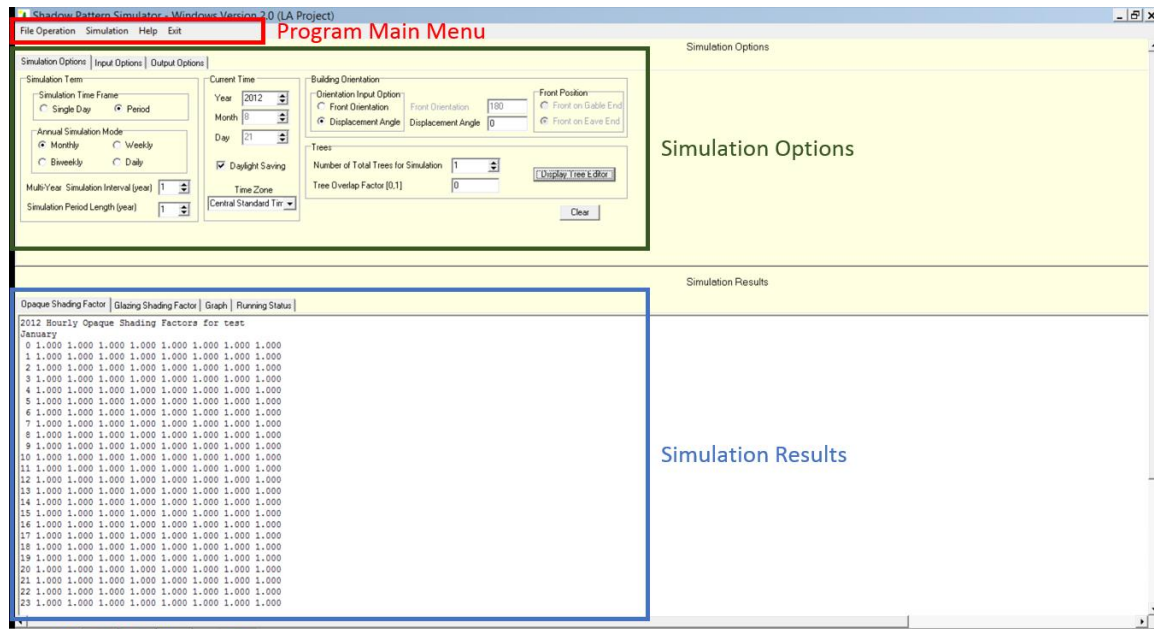 Shadow Pattern Simulator - Windows Version 2.0 (LA Project)
File Operation Simulation Help Exit
Program Main Menu
Simulation Options
Simulation Options Input Options Output Options
Simulation Term
Simulation Time Frame
Single Day Period
Annual Simulation Mode
Monthly Weekly
Biweekly Daily
Multi-Year Simulation Interval (year) 1
Simulation Period Length (year) 1
Current Time
Year 2012
Month 8
Day 21
Daylight Saving
Time Zone
Central Standard Tim
Building Orientation
Orientation Input Option
Front Orientation Front Orientation 180
Displacement Angle Displacement Angle 0
Front Position
Front on Gable End
Front on Eave End
Trees
Number of Total Trees for Simulation 1
Tree Overlap Factor [0,1] 0
Display Tree Editor
Clear
Simulation Options
Simulation Results
Opaque Shading Factor Glazing Shading Factor Graph Running Status
2012 Hourly Opaque Shading Factors for test
January
0 1.000 1.000 1.000 1.000 1.000 1.000 1.000 1.000
1 1.000 1.000 1.000 1.000 1.000 1.000 1.000 1.000
2 1.000 1.000 1.000 1.000 1.000 1.000 1.000 1.000
3 1.000 1.000 1.000 1.000 1.000 1.000 1.000 1.000
4 1.000 1.000 1.000 1.000 1.000 1.000 1.000 1.000
5 1.000 1.000 1.000 1.000 1.000 1.000 1.000 1.000
6 1.000 1.000 1.000 1.000 1.000 1.000 1.000 1.000
7 1.000 1.000 1.000 1.000 1.000 1.000 1.000 1.000
8 1.000 1.000 1.000 1.000 1.000 1.000 1.000 1.000
9 1.000 1.000 1.000 1.000 1.000 1.000 1.000 1.000
10 1.000 1.000 1.000 1.000 1.000 1.000 1.000 1.000
11 1.000 1.000 1.000 1.000 1.000 1.000 1.000 1.000
12 1.000 1.000 1.000 1.000 1.000 1.000 1.000 1.000
13 1.000 1.000 1.000 1.000 1.000 1.000 1.000 1.000
14 1.000 1.000 1.000 1.000 1.000 1.000 1.000 1.000
15 1.000 1.000 1.000 1.000 1.000 1.000 1.000 1.000
16 1.000 1.000 1.000 1.000 1.000 1.000 1.000 1.000
17 1.000 1.000 1.000 1.000 1.000 1.000 1.000 1.000
18 1.000 1.000 1.000 1.000 1.000 1.000 1.000 1.000
19 1.000 1.000 1.000 1.000 1.000 1.000 1.000 1.000
20 1.000 1.000 1.000 1.000 1.000 1.000 1.000 1.000
21 1.000 1.000 1.000 1.000 1.000 1.000 1.000 1.000
22 1.000 1.000 1.000 1.000 1.000 1.000 1.000 1.000
23 1.000 1.000 1.000 1.000 1.000 1.000 1.000 1.000
Simulation Results